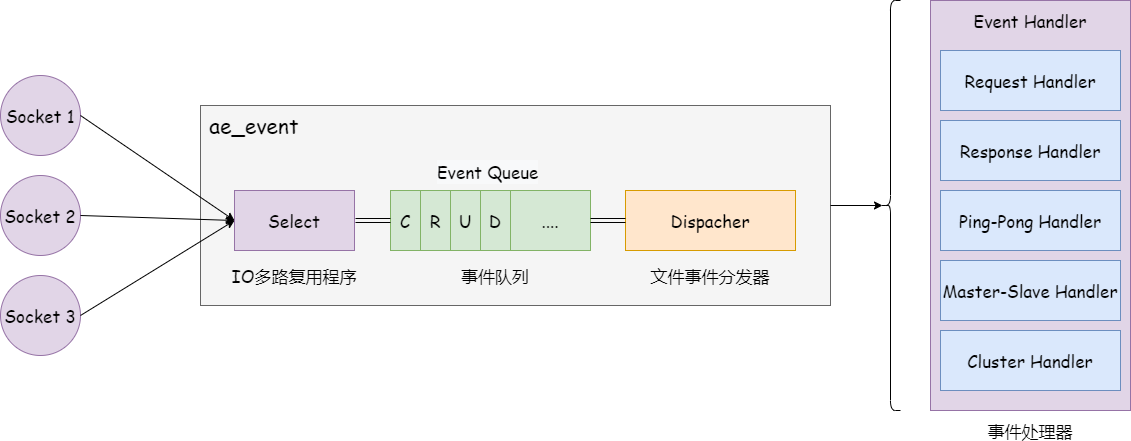 Socket 1
Socket 2
Socket 3
ae_event
Select
IO多路复用程序
Event Queue
C R U D ....
事件队列
Dispacher
文件事件分发器
Event Handler
Request Handler
Response Handler
Ping-Pong Handler
Master-Slave Handler
Cluster Handler
事件处理器